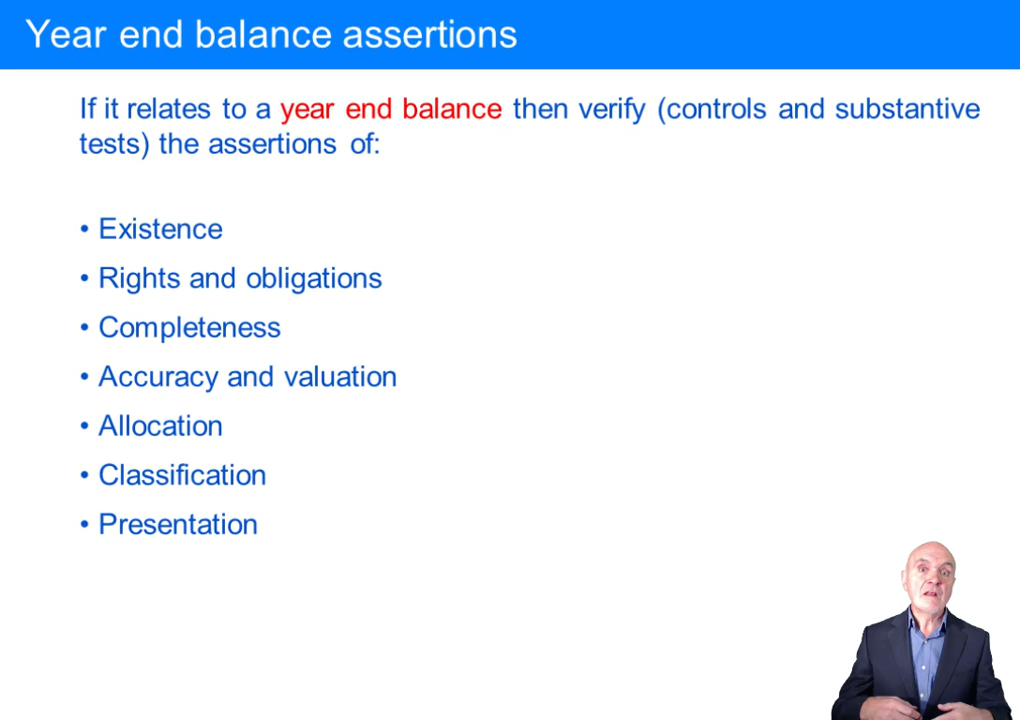 Year end balance assertions
If it relates to a year end balance then verify (controls and substantive
tests) the assertions of:
• Existence
• Rights and obligations
• Completeness
• Accuracy and valuation
• Allocation
• Classification
• Presentation